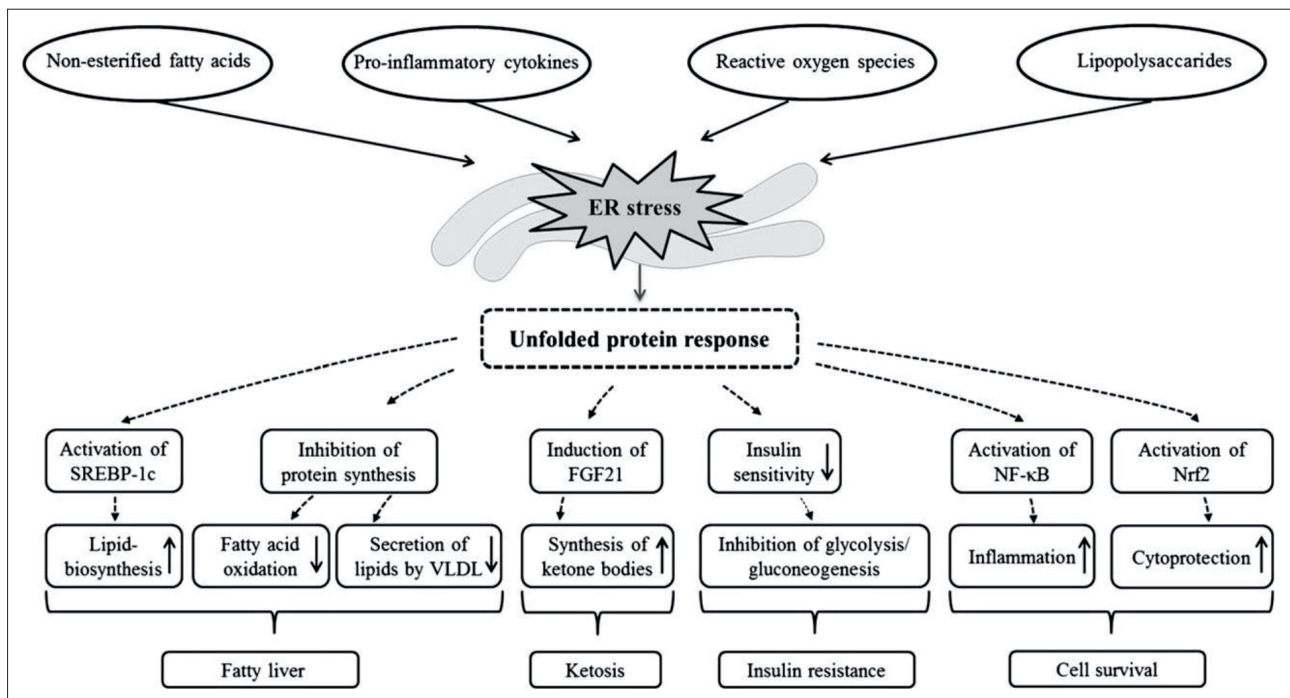 Non-esterified fatty acids
Pro-inflammatory cytokines
Reactive oxygen species
Lipopolysaccarides
ER stress
Unfolded protein response
Activation of
SREBP-1c
Inhibition of
protein synthesis
Induction of
FGF21
Insulin
sensitivity
Activation of
NF-κB
Activation of
Nrf2
Lipid-
biosynthesis
Fatty acid
oxidation
Secretion of
lipids by VLDL
Synthesis of
ketone bodies
Inhibition of glycolysis/
gluconeogenesis
Inflammation
Cytoprotection
Fatty liver
Ketosis
Insulin resistance
Cell survival